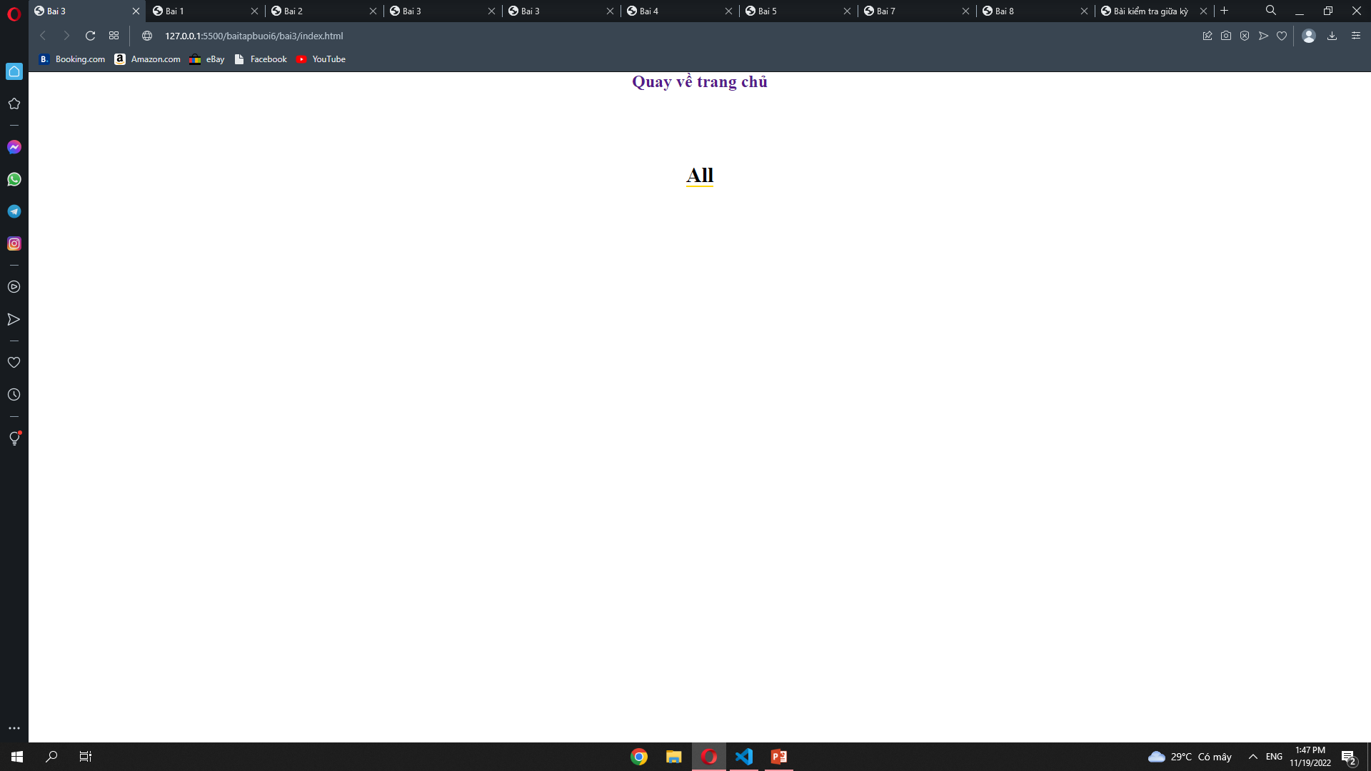 Bai 3
Bai 1
Bai 2
Bai 3
Bai 3
Bai 4
Bai 5
Bai 7
Bai 8
Bài kiểm tra giữa kỳ
127.0.0.1:5500/baitapbuoi6/bai3/index.html
B. Booking.com
a Amazon.com
eBay
Facebook
YouTube
Quay về trang chủ
All
29°C Có mây
ENG
1:47 PM
11/19/2022
2